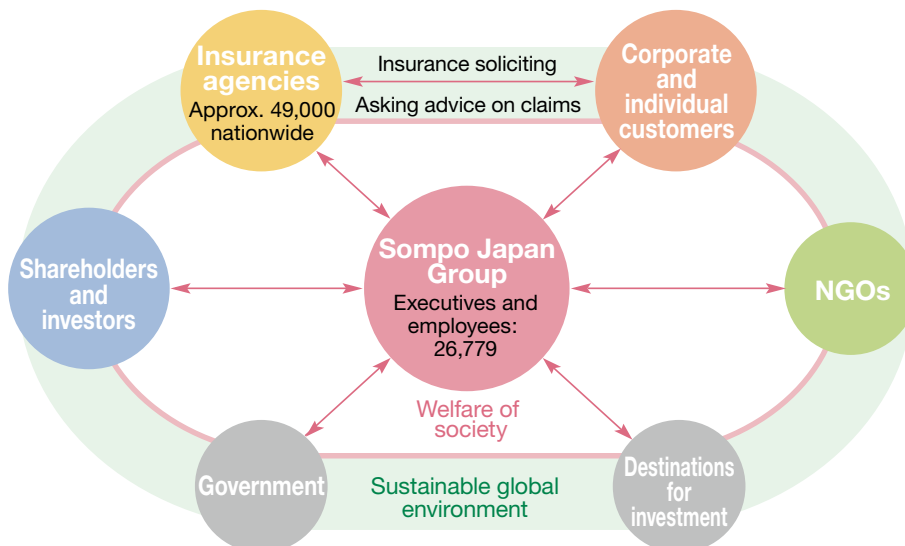 Insurance
agencies
Approx. 49,000
nationwide
Insurance soliciting
Asking advice on claims
Corporate
and
individual
customers
Shareholders
and
investors
Sompo Japan
Group
Executives and
employees:
26,779
NGOs
Welfare of
society
Government
Sustainable global
environment
Destinations
for
investment